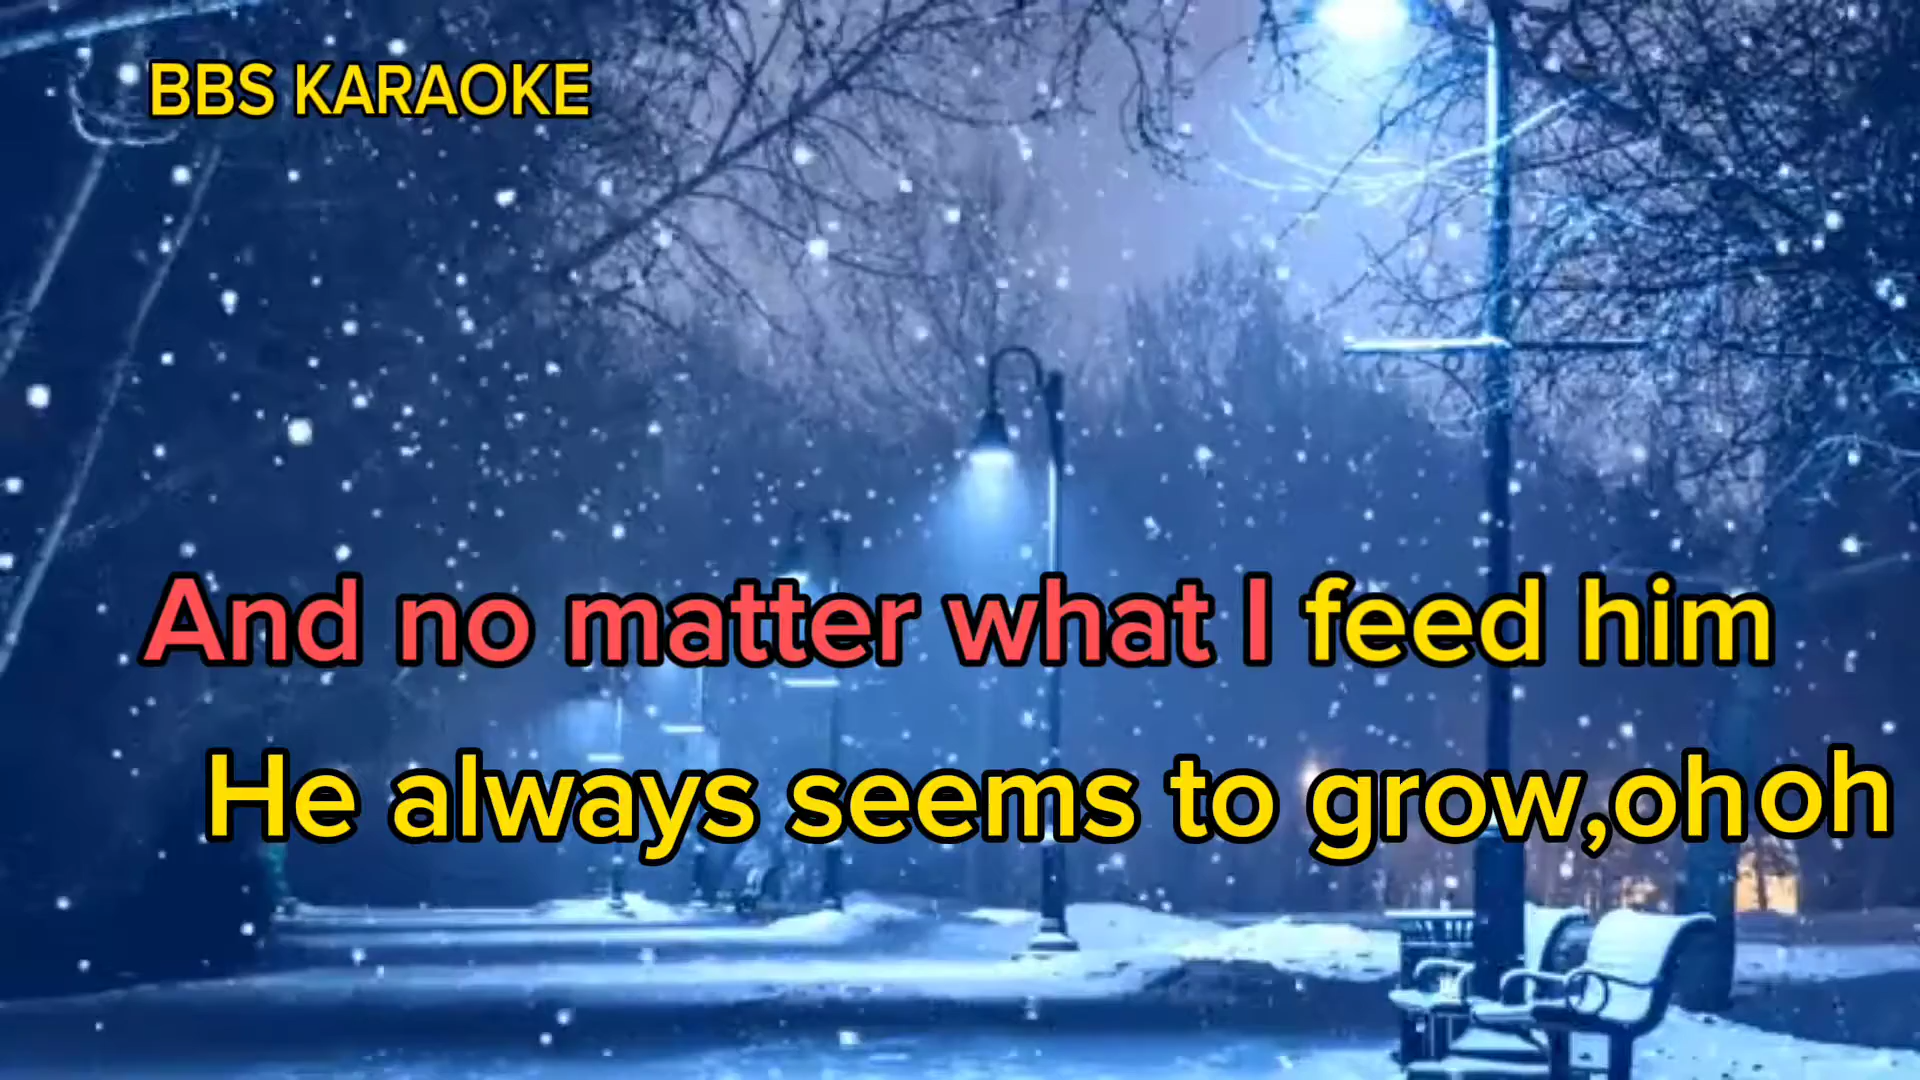 BBS KARAOKE
And no matter what I feed him
He always seems to grow,ohoh